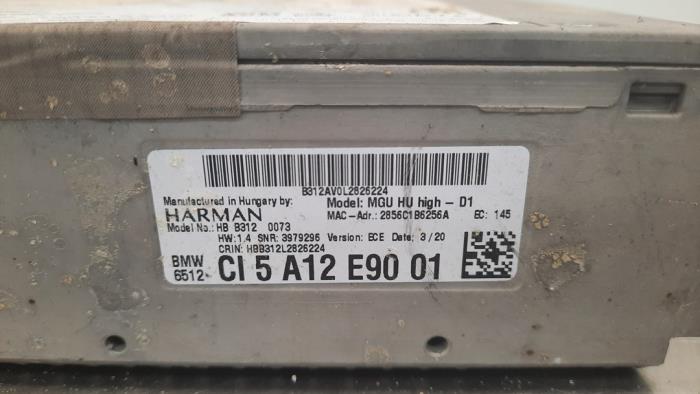 B312AV0L2826224
Manufactured in Hungary by: Model: MGU HU high - D1
HARMAN MAC-Adr.: 2856C1B6256A EC: 145
Model No.: HB B312 0073
HW: 1.4 SNR: 3979296 Version: ECE Date: 3/20
CRIN: HBB312L2826224
BMW
6512- CI 5 A12 E90 01